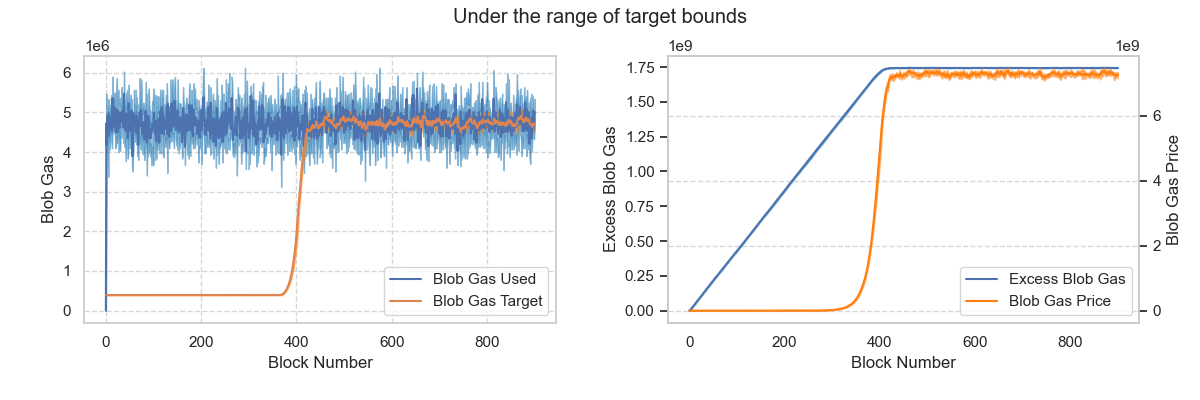 Under the range of target bounds
1e6
6
5
4
3
2
1
0
Blob Gas
0 200 400 600 800
Block Number
Blob Gas Used
Blob Gas Target
1e9
1.75
1.50
1.25
1.00
0.75
0.50
0.25
0.00
Excess Blob Gas
0 200 400 600 800
Block Number
Excess Blob Gas
Blob Gas Price
1e9
6
4
2
0
Blob Gas Price